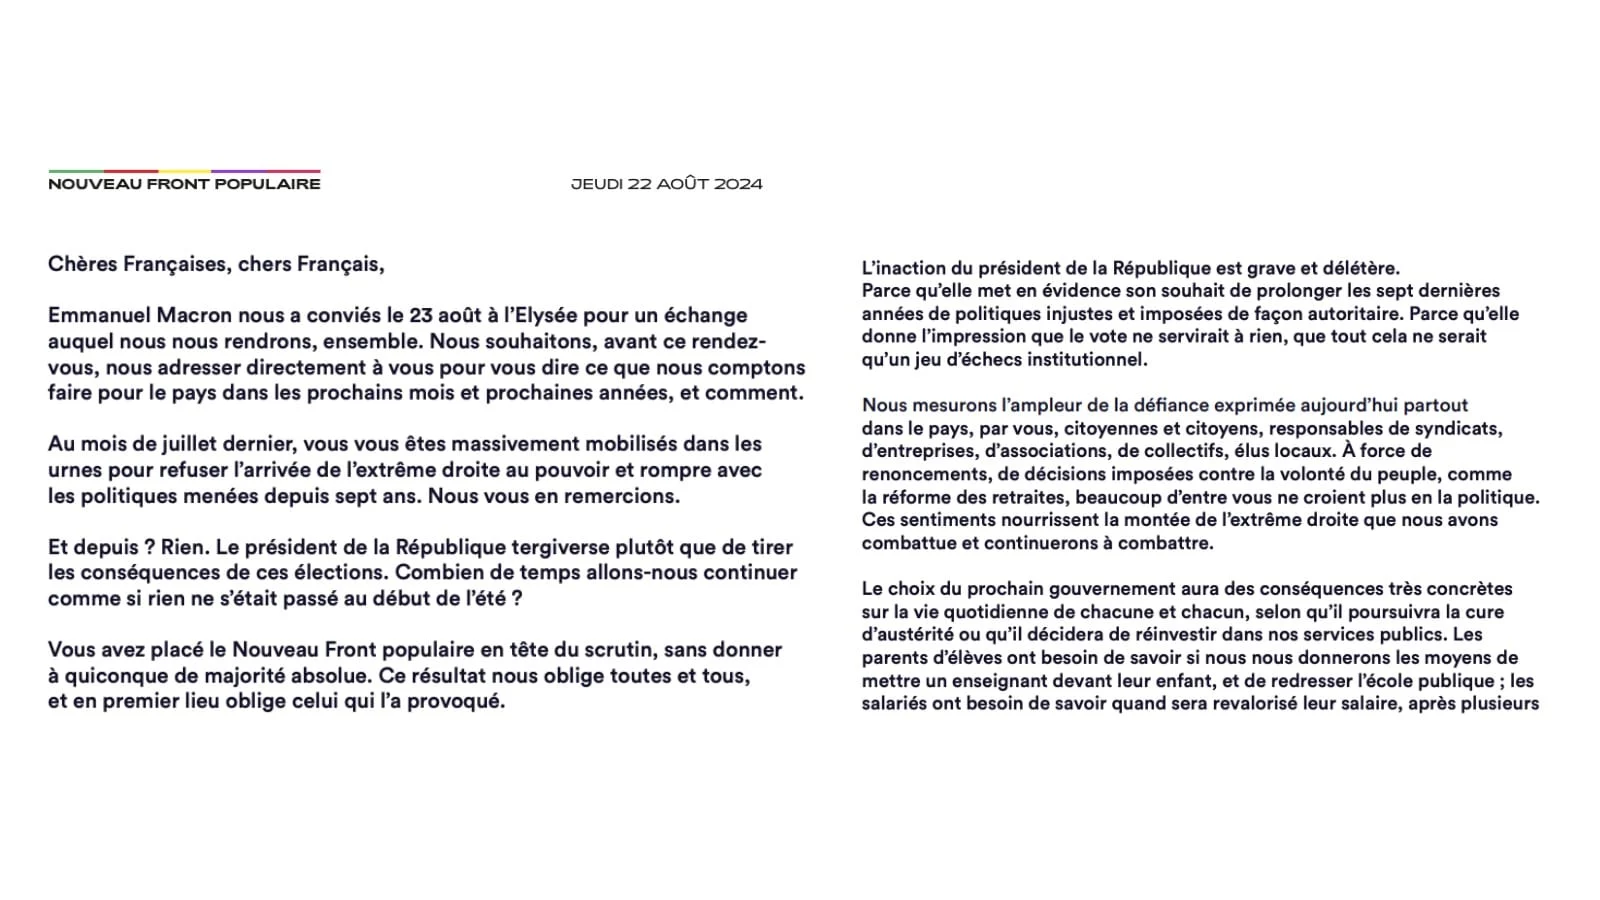 NOUVEAU FRONT POPULAIRE
JEUDI 22 AOÛT 2024
Chères Françaises, chers Français,
Emmanuel Macron nous a conviés le 23 août à l’Elysée pour un échange
auquel nous nous rendrons, ensemble. Nous souhaitons, avant ce rendez-
vous, nous adresser directement à vous pour vous dire ce que nous comptons
faire pour le pays dans les prochains mois et prochaines années, et comment.
Au mois de juillet dernier, vous vous êtes massivement mobilisés dans les
urnes pour refuser l’arrivée de l’extrême droite au pouvoir et rompre avec
les politiques menées depuis sept ans. Nous vous en remercions.
Et depuis ? Rien. Le président de la République tergiverse plutôt que de tirer
les conséquences de ces élections. Combien de temps allons-nous continuer
comme si rien ne s’était passé au début de l’été ?
Vous avez placé le Nouveau Front populaire en tête du scrutin, sans donner
à quiconque de majorité absolue. Ce résultat nous oblige toutes et tous,
et en premier lieu oblige celui qui l’a provoqué.
L’inaction du président de la République est grave et délétère.
Parce qu’elle met en évidence son souhait de prolonger les sept dernières
années de politiques injustes et imposées de façon autoritaire. Parce qu’elle
donne l’impression que le vote ne servirait à rien, que tout cela ne serait
qu’un jeu d’échecs institutionnel.
Nous mesurons l’ampleur de la défiance exprimée aujourd’hui partout
dans le pays, par vous, citoyennes et citoyens, responsables de syndicats,
d’entreprises, d’associations, de collectifs, élus locaux. À force de
renoncements, de décisions imposées contre la volonté du peuple, comme
la réforme des retraites, beaucoup d’entre vous ne croient plus en la politique.
Ces sentiments nourrissent la montée de l’extrême droite que nous avons
combattue et continuerons à combattre.
Le choix du prochain gouvernement aura des conséquences très concrètes
sur la vie quotidienne de chacune et chacun, selon qu’il poursuivra la cure
d’austérité ou qu’il décidera de réinvestir dans nos services publics. Les
parents d’élèves ont besoin de savoir si nous nous donnerons les moyens de
mettre un enseignant devant leur enfant, et de redresser l’école publique ; les
salariés ont besoin de savoir quand sera revalorisé leur salaire, après plusieurs